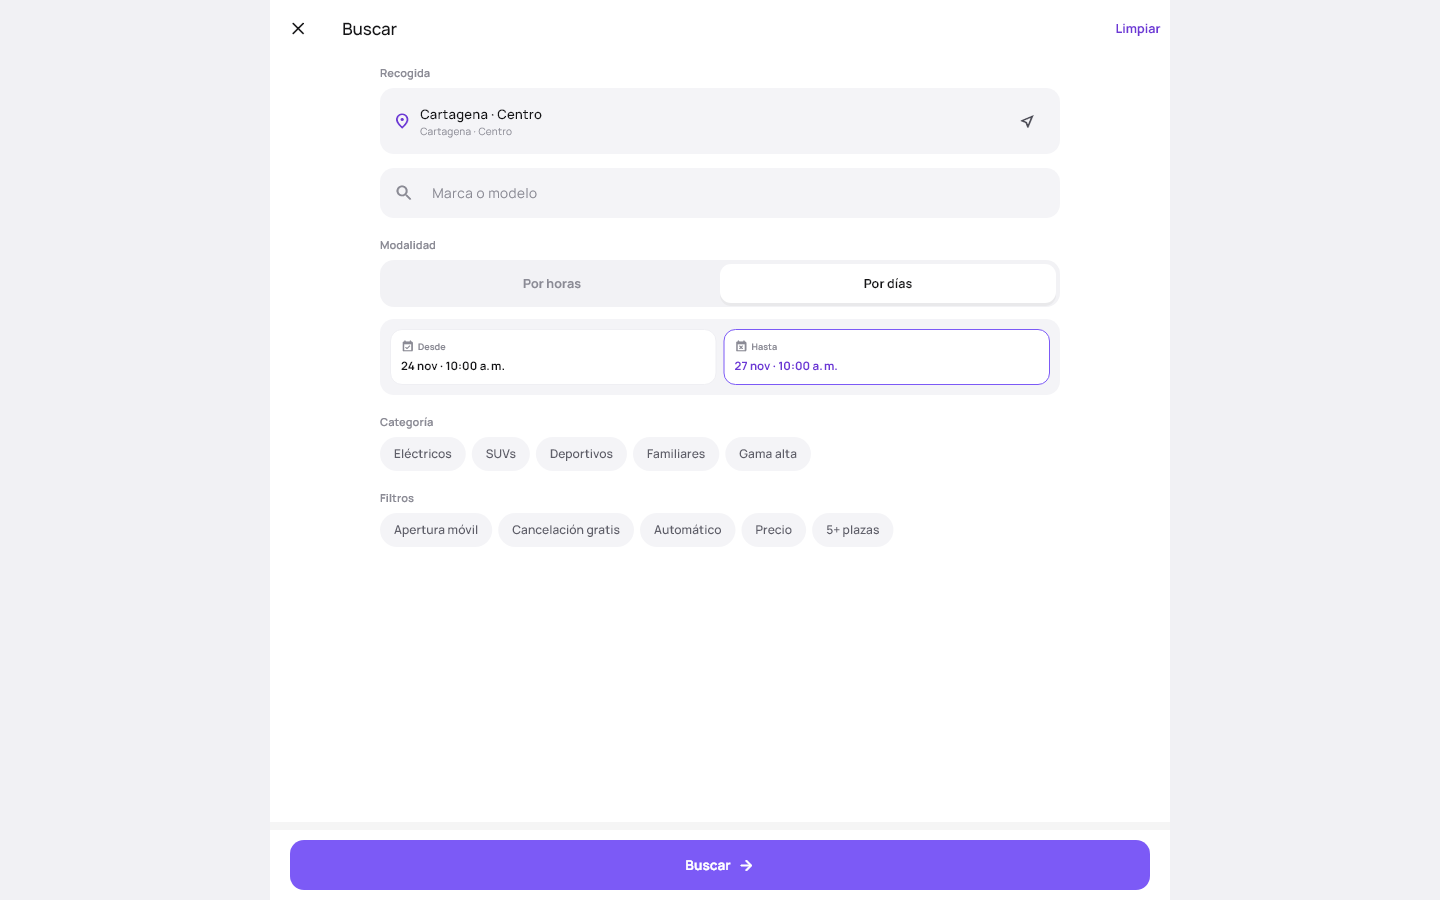 Buscar
Limpiar
Recogida
Cartagena · Centro
Cartagena · Centro
Marca o modelo
Modalidad
Por horas
Por días
Desde
24 nov · 10:00 a. m.
Hasta
27 nov · 10:00 a. m.
Categoría
Eléctricos
SUVs
Deportivos
Familiares
Gama alta
Filtros
Apertura móvil
Cancelación gratis
Automático
Precio
5+ plazas
Buscar